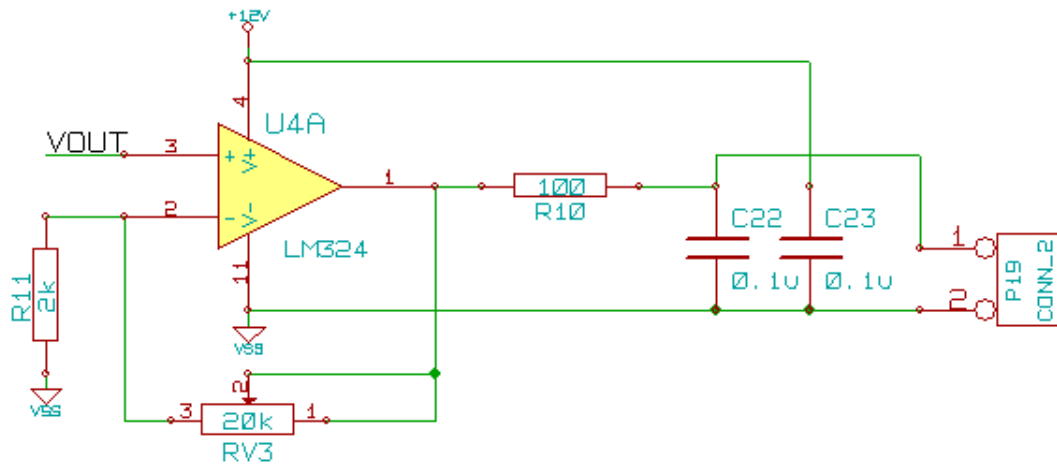 +12V
4
U4A
VOUT
3
+
V+
1
100
R10
2
-
V-
LM324
11
R11
2k
VSS
VSS
C22
0.1u
C23
0.1u
1
2
P19
CONN_2
2
3
20k
1
RV3